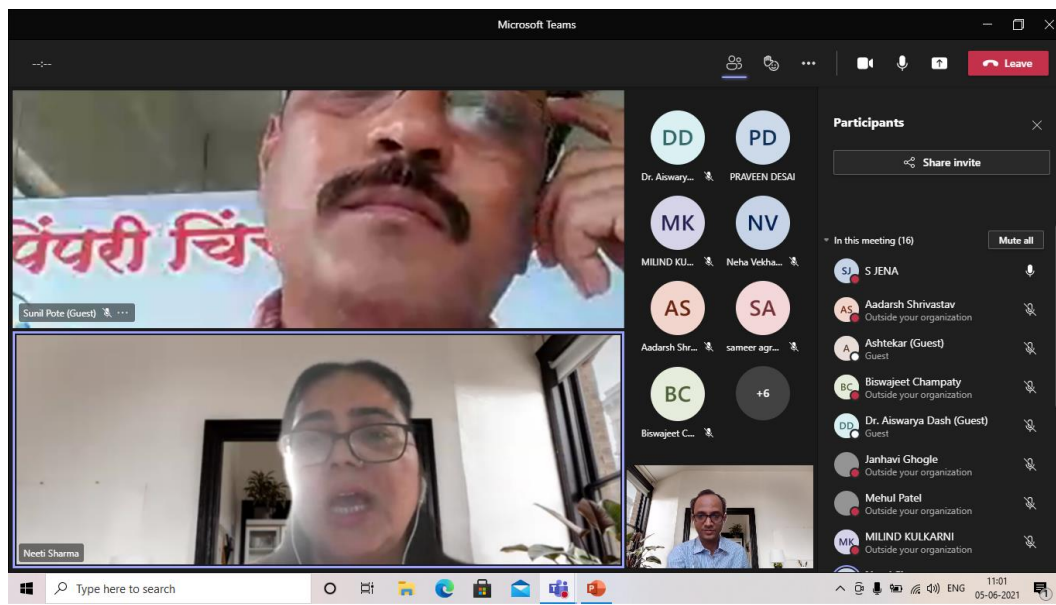 Microsoft Teams
--:--
Leave
पिंपरी
Sunil Pote (Guest)
Neeti Sharma
DD
Dr. Aiswary...
PD
PRAVEEN DESAI
MK
MILIND KU...
NV
Neha Vekha...
AS
Aadarsh Shr...
SA
sameer agr...
BC
Biswajeet C...
+6
Participants
Share invite
In this meeting (16)
Mute all
SJ
S JENA
AS
Aadarsh Shrivastav
Outside your organization
A
Ashtekar (Guest)
Guest
BC
Biswajeet Champaty
Outside your organization
DD
Dr. Aiswarya Dash (Guest)
Guest
Janhavi Ghogle
Outside your organization
Mehul Patel
Outside your organization
MK
MILIND KULKARNI
Outside your organization
Type here to search
ENG
11:01
05-06-2021
1